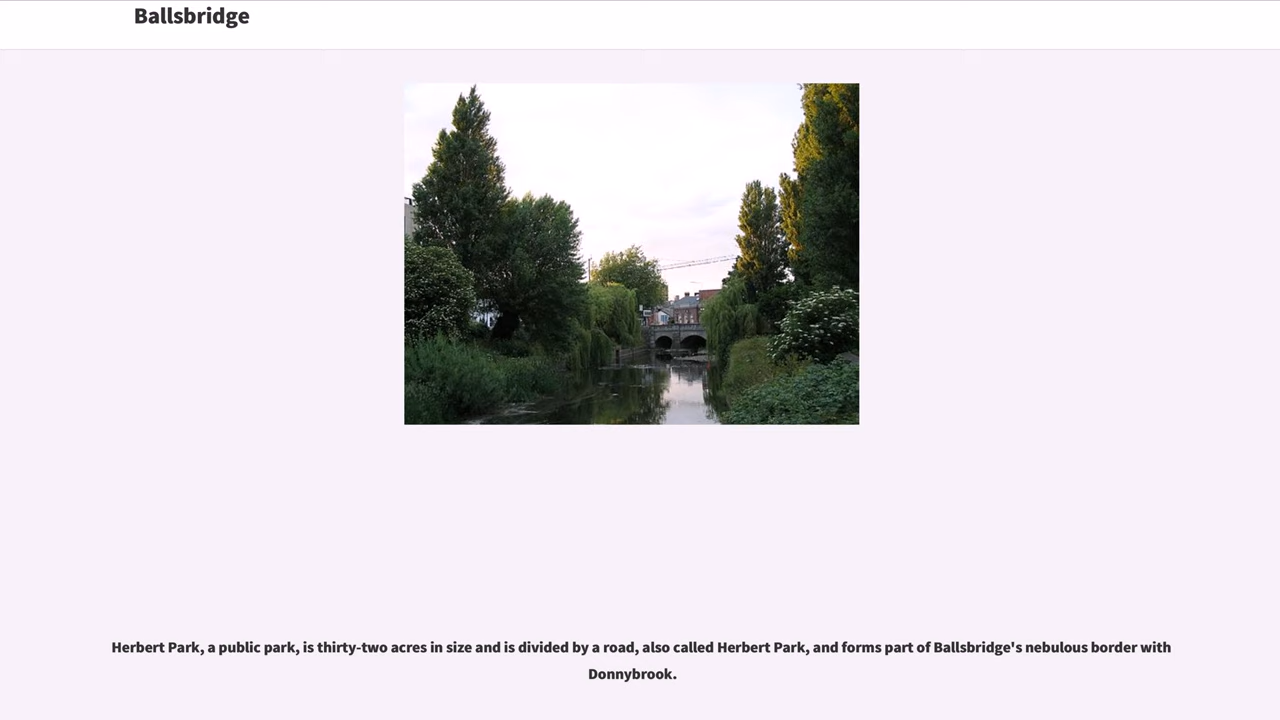 Ballsbridge
Herbert Park, a public park, is thirty-two acres in size and is divided by a road, also called Herbert Park, and forms part of Ballsbridge's nebulous border with
Donnybrook.